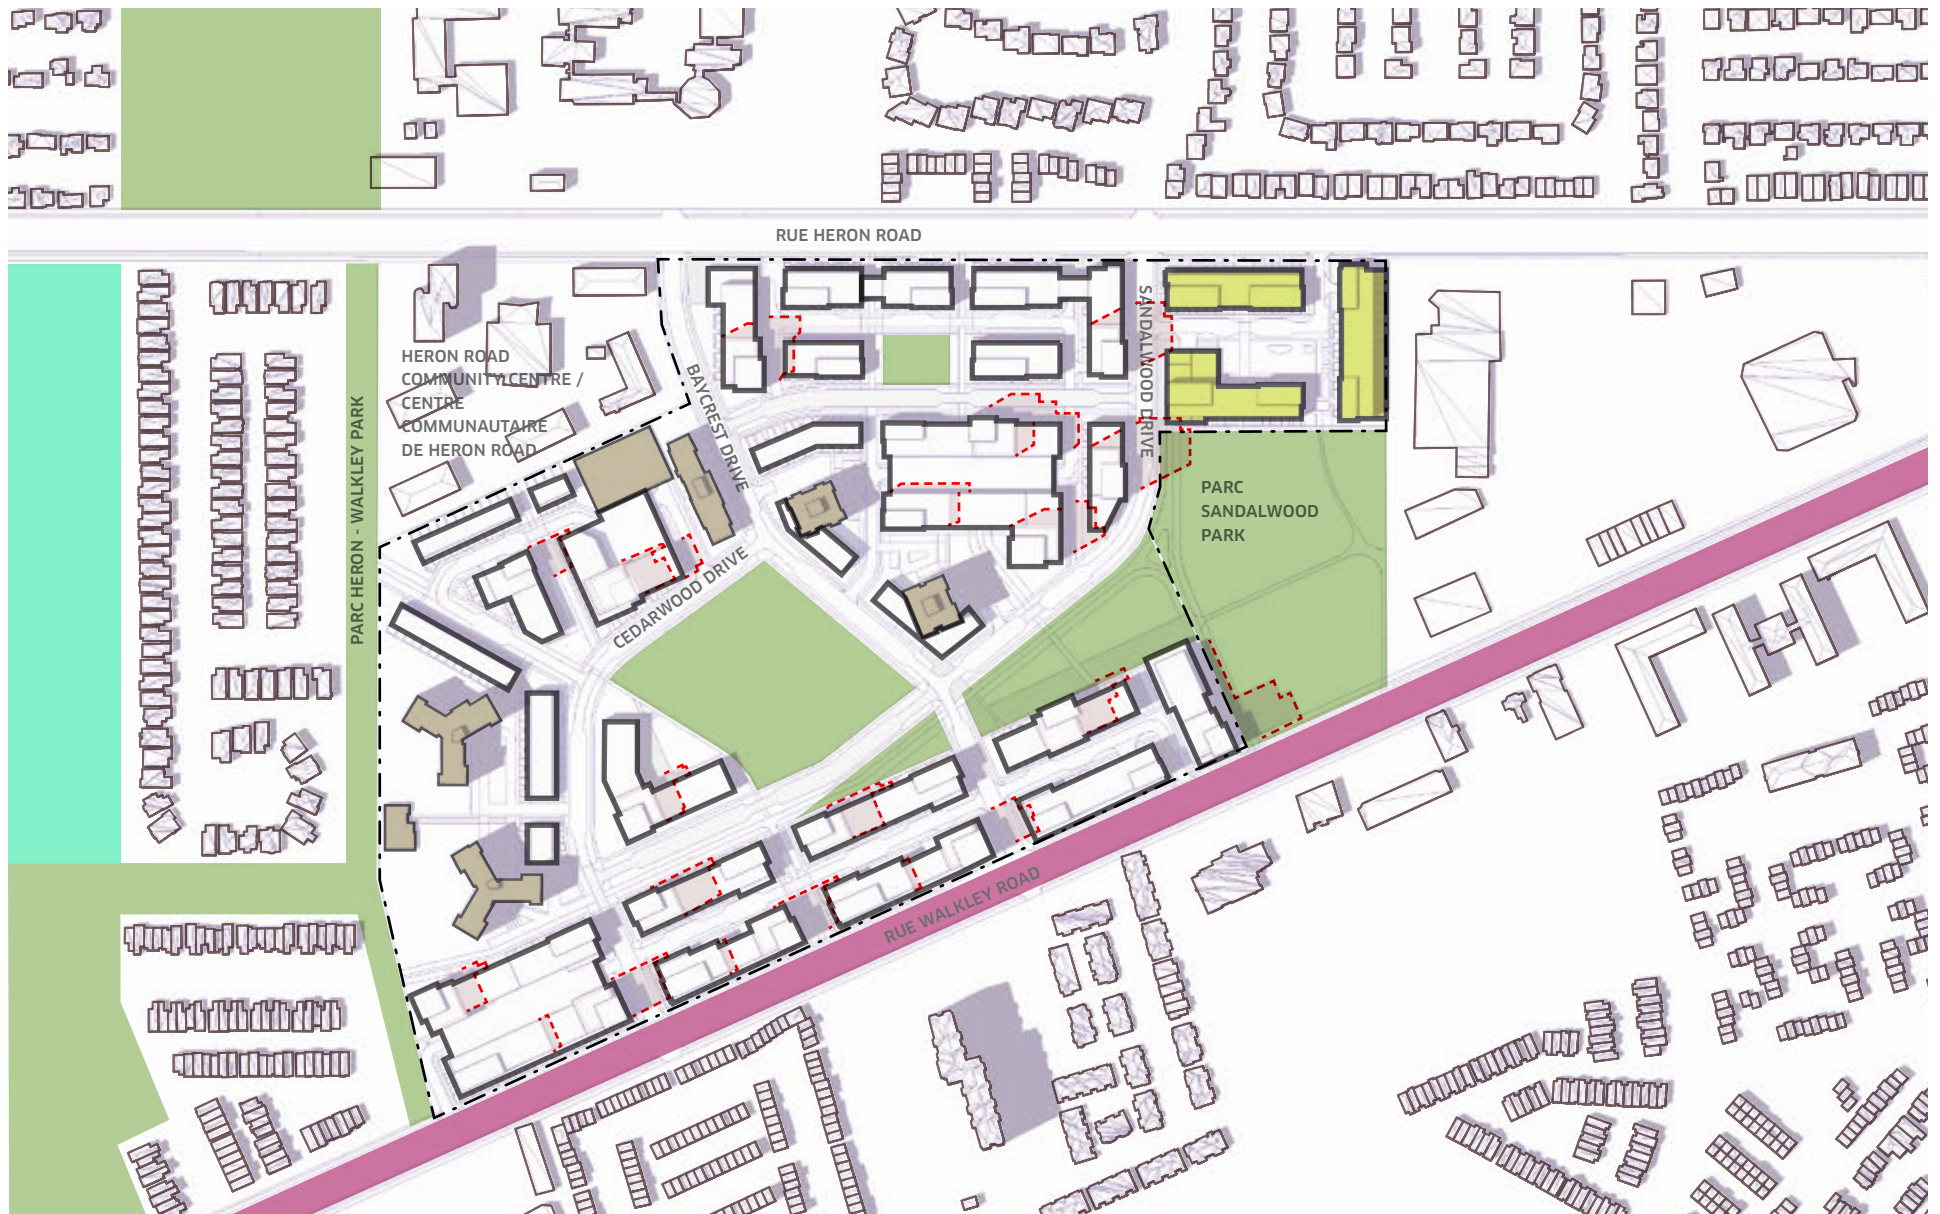 RUE HERON ROAD
SANDALWOOD DRIVE
HERON ROAD
COMMUNITY CENTRE /
CENTRE
COMMUNAUTAIRE
DE HERON ROAD
BAYCREST DRIVE
PARC HERON - WALKLEY PARK
PARC
SANDALWOOD
PARK
CEDARWOOD DRIVE
RUE WALKLEY ROAD